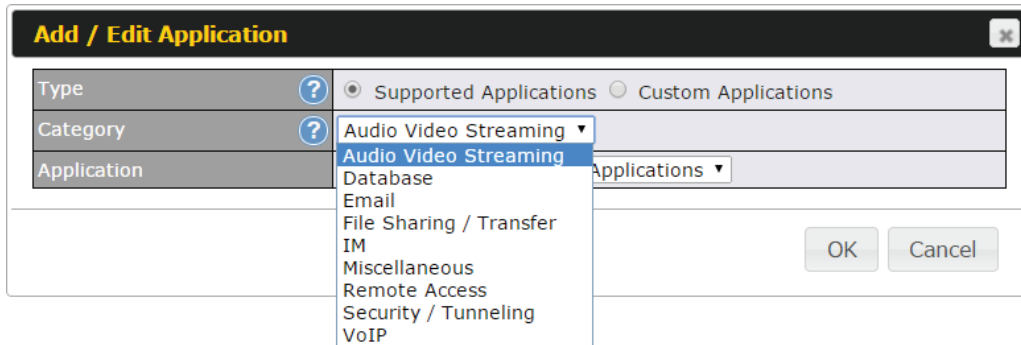 Add / Edit Application
Type ? Supported Applications Custom Applications
Category ? Audio Video Streaming
Application Applications
Audio Video Streaming
Database
Email
File Sharing / Transfer
IM
Miscellaneous
Remote Access
Security / Tunneling
VoIP
OK Cancel